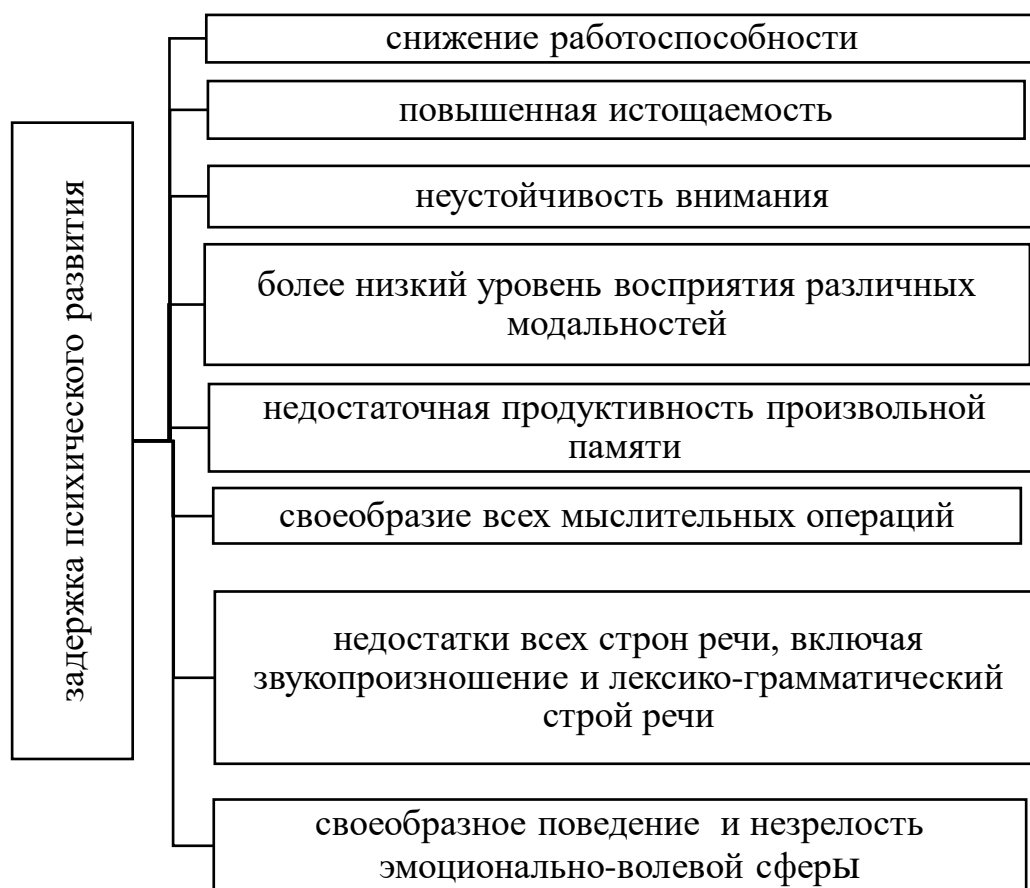 задержка психического развития
снижение работоспособности
повышенная истощаемость
неустойчивость внимания
более низкий уровень восприятия различных
модальностей
недостаточная продуктивность произвольной
памяти
своеобразие всех мыслительных операций
недостатки всех строн речи, включая
звукопроизношение и лексико-грамматический
строй речи
своеобразное поведение и незрелость
эмоционально-волевой сферы